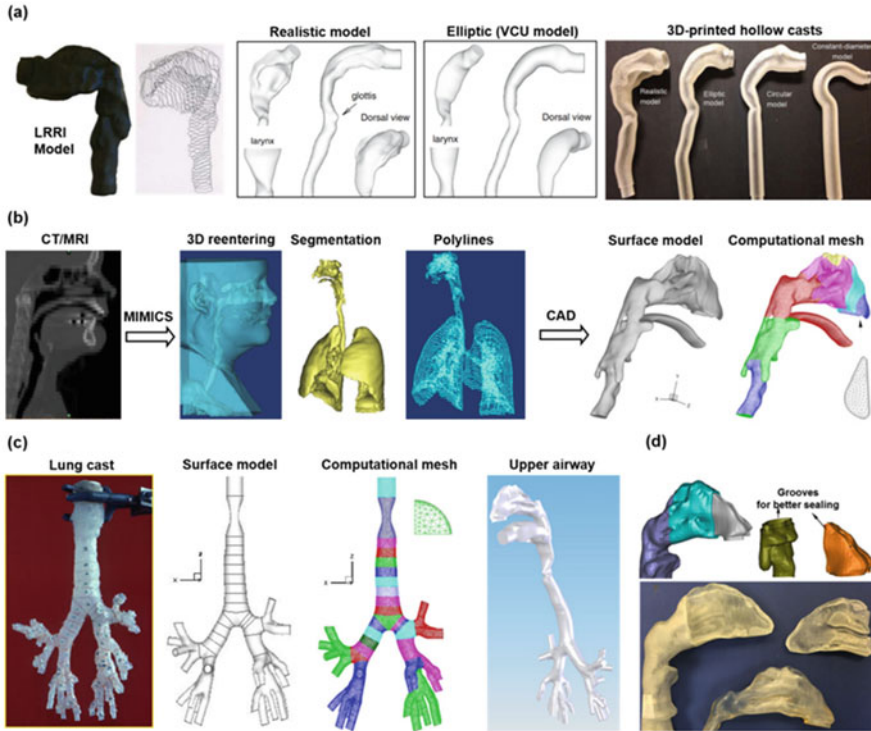 (a)
Realistic model
Elliptic (VCU model)
3D-printed hollow casts
LRRI
Model
glottis
larynx
Dorsal view
larynx
Dorsal view
Realistic
model
Elliptic
model
Circular
model
Constant-diameter
model
(b)
CT/MRI
3D reentering
Segmentation
Polylines
Surface model
Computational mesh
MIMICS
CAD
(c)
Lung cast
Surface model
Computational mesh
Upper airway
(d)
Grooves
for better sealing